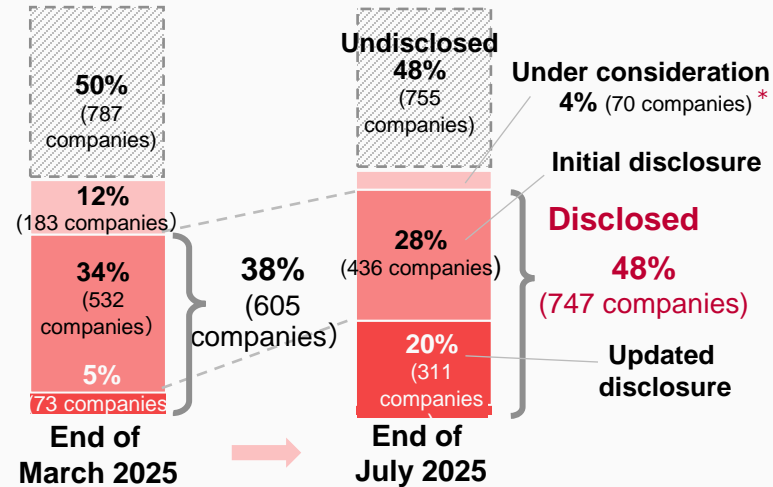 50%
(787
companies)
12%
(183 companies)
34%
(532
companies)
5%
(73 companies
38%
(605
companies)
End of
March 2025
Undisclosed
48%
(755
companies)
28%
(436 companies)
20%
(311
companies
)
End of
July 2025
Under consideration
4% (70 companies) *
Initial disclosure
Disclosed
48%
(747 companies)
Updated
disclosure